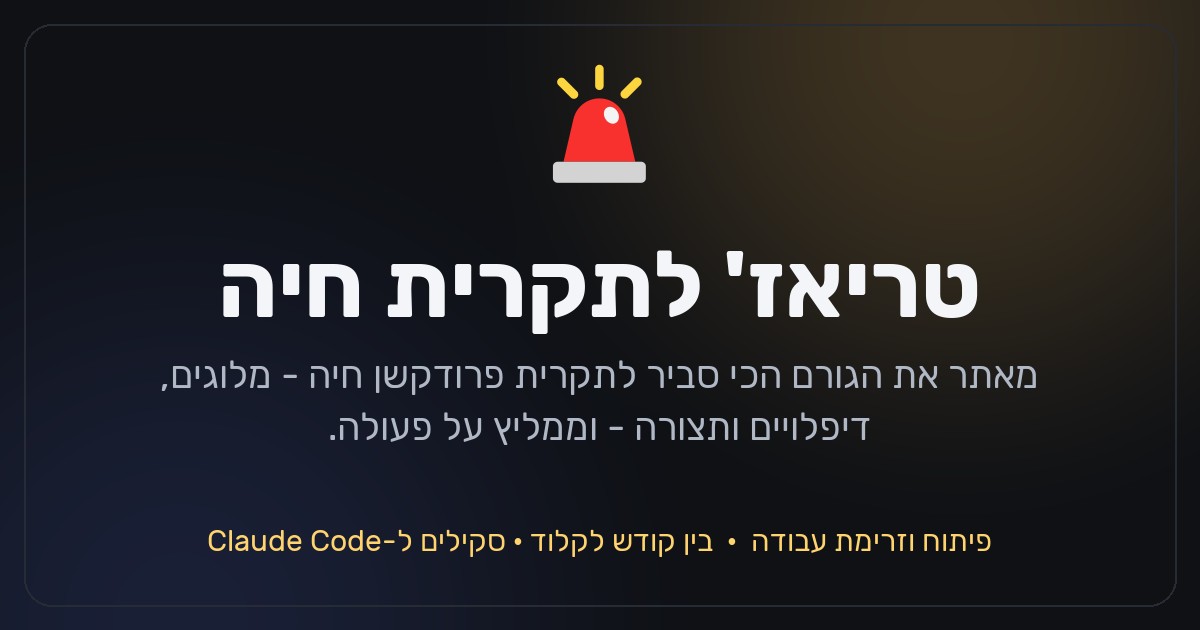 טריאז' לתקרית חיה
מאתר את הגורם הכי סביר לתקרית פרודקשן חיה - מלוגים,
דיפלויים ותצורה - וממליץ על פעולה.
פיתוח וזרימת עבודה • בין קודש לקלוד • סקילים ל-Claude Code